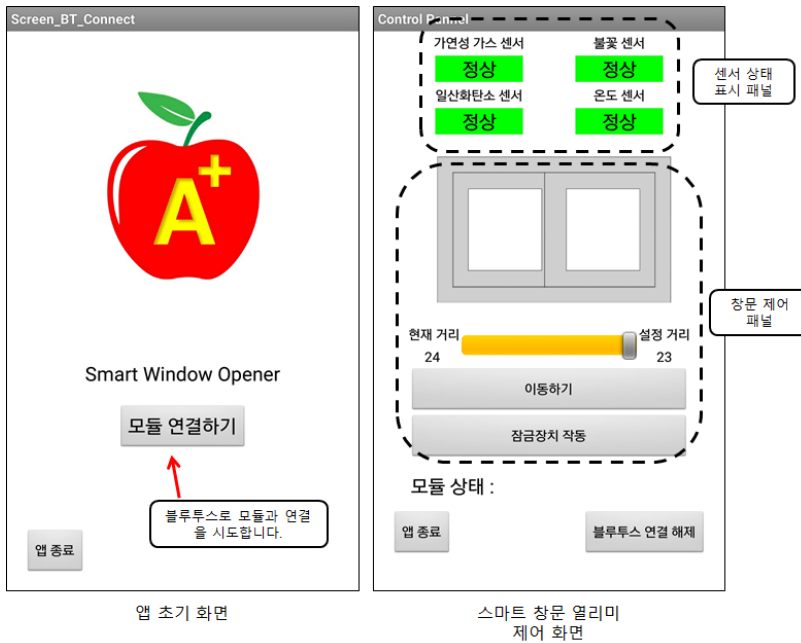 Screen_BT_Connect
A+
Smart Window Opener
모듈 연결하기
블루투스로 모듈과 연결
을 시도합니다.
앱 종료
앱 초기 화면
Control Pannel
가연성 가스 센서
불꽃 센서
정상
정상
일산화탄소 센서
온도 센서
정상
정상
센서 상태
표시 패널
창문 제어
패널
현재 거리
설정 거리
24
23
이동하기
잠금장치 작동
모듈 상태 :
앱 종료
블루투스 연결 해제
스마트 창문 열리미
제어 화면